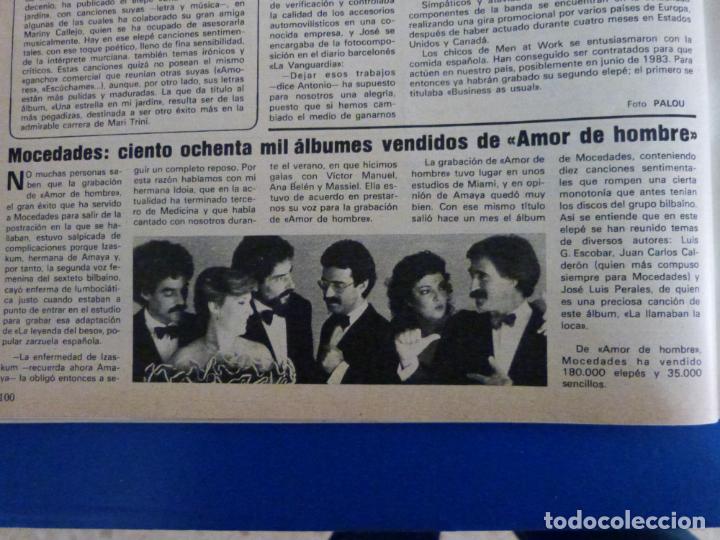 decenio, ha publicado el elepé «En mi
jardín», con canciones suyas —letra y música—, en
algunas de las cuales ha colaborado su gran amiga
Mariny Callejo, quien se ha ocupado de asesorarla
musicalmente. Hay en ese elepé canciones sentimen-
tales, con ese toque poético, lleno de fina sensibilidad,
de la intérprete murciana. también temas irónicos y
críticos. Estas canciones quizá no posean el mismo
«gancho» comercial que reunían otras suyas («Amo-
res», «Escúchame»...), aunque, por otro lado, sus letras
están más pulidas y maduradas. La que da título al
álbum, «Una estrella en mi jardín», resulta ser de las
más pegadizas, destinada a ser otro éxito más en la
admirable carrera de Mari Trini.
de verificación y controlaba
la calidad de los accesorios
automovilísticos en una co-
nocida empresa, y José se
encargaba de la fotocompo-
sición en el diario barcelonés
«La Vanguardia»:
—Dejar esos trabajos
—dice Antonio— ha supuesto
para nosotros una alegría,
puesto que si hemos cam-
biado el medio de ganarnos
Simpáticos y
componentes de la banda se encuentran
realizando una gira promocional por varios países de Europa,
después de haber actuado durante cuatro meses en Estados
Unidos y Canadá.
Los chicos de Men at Work se entusiasmaron con la
comida española. Han conseguido ser contratados para que
actúen en nuestro país, posiblemente en junio de 1983. Para
entonces ya habrán grabado su segundo elepé; el primero se
titulaba «Business as usual».
Foto PALOU
Mocedades: ciento ochenta mil álbumes vendidos de «Amor de hombre»
NO muchas personas sa-
ben que la grabación
de «Amor de hombre»,
el gran éxito que ha servido
a Mocedades para salir de la
postración en la que se ha-
llaban, estuvo salpicada de
complicaciones porque Izas-
kum, hermana de Amaya y,
por tanto, la segunda voz fe-
menina del sexteto bilbaíno,
cayó enferma de lumbociática
justo cuando estaban a
punto de entrar en el estudio
para grabar esa adaptación
de «La leyenda del beso», po-
pular zarzuela española.
—La enfermedad de Izas-
kum —recuerda ahora Ama-
ya— la obligó entonces a se-
guir un completo reposo. Por
esta razón hablamos con mi
hermana Idoia, que en la ac-
tualidad ha terminado terce-
ro de Medicina y que había
cantado con nosotros duran-
te el verano, en que hicimos
galas con Víctor Manuel,
Ana Belén y Massiel. Ella es-
tuvo de acuerdo en prestar-
nos su voz para la grabación
de «Amor de hombre».
La grabación de «Amor de
hombre» tuvo lugar en unos
estudios de Miami, y en opi-
nión de Amaya quedó muy
bien. Con ese mismo título
salió hace un mes el álbum
de Mocedades, conteniendo
diez canciones sentimenta-
les que rompen una cierta
monotonía que antes tenían
los discos del grupo bilbaíno.
Así se entiende que en este
elepé se han reunido temas
de diversos autores: Luis
G. Escobar, Juan Carlos Cal-
derón (quien más compuso
siempre para Mocedades) y
José Luis Perales, de quien
es una preciosa canción de
este álbum, «La llamaban la
loca».
De «Amor de hombre»,
Mocedades ha vendido
180.000 elepés y 35.000
sencillos.
100
todocoleccion.net